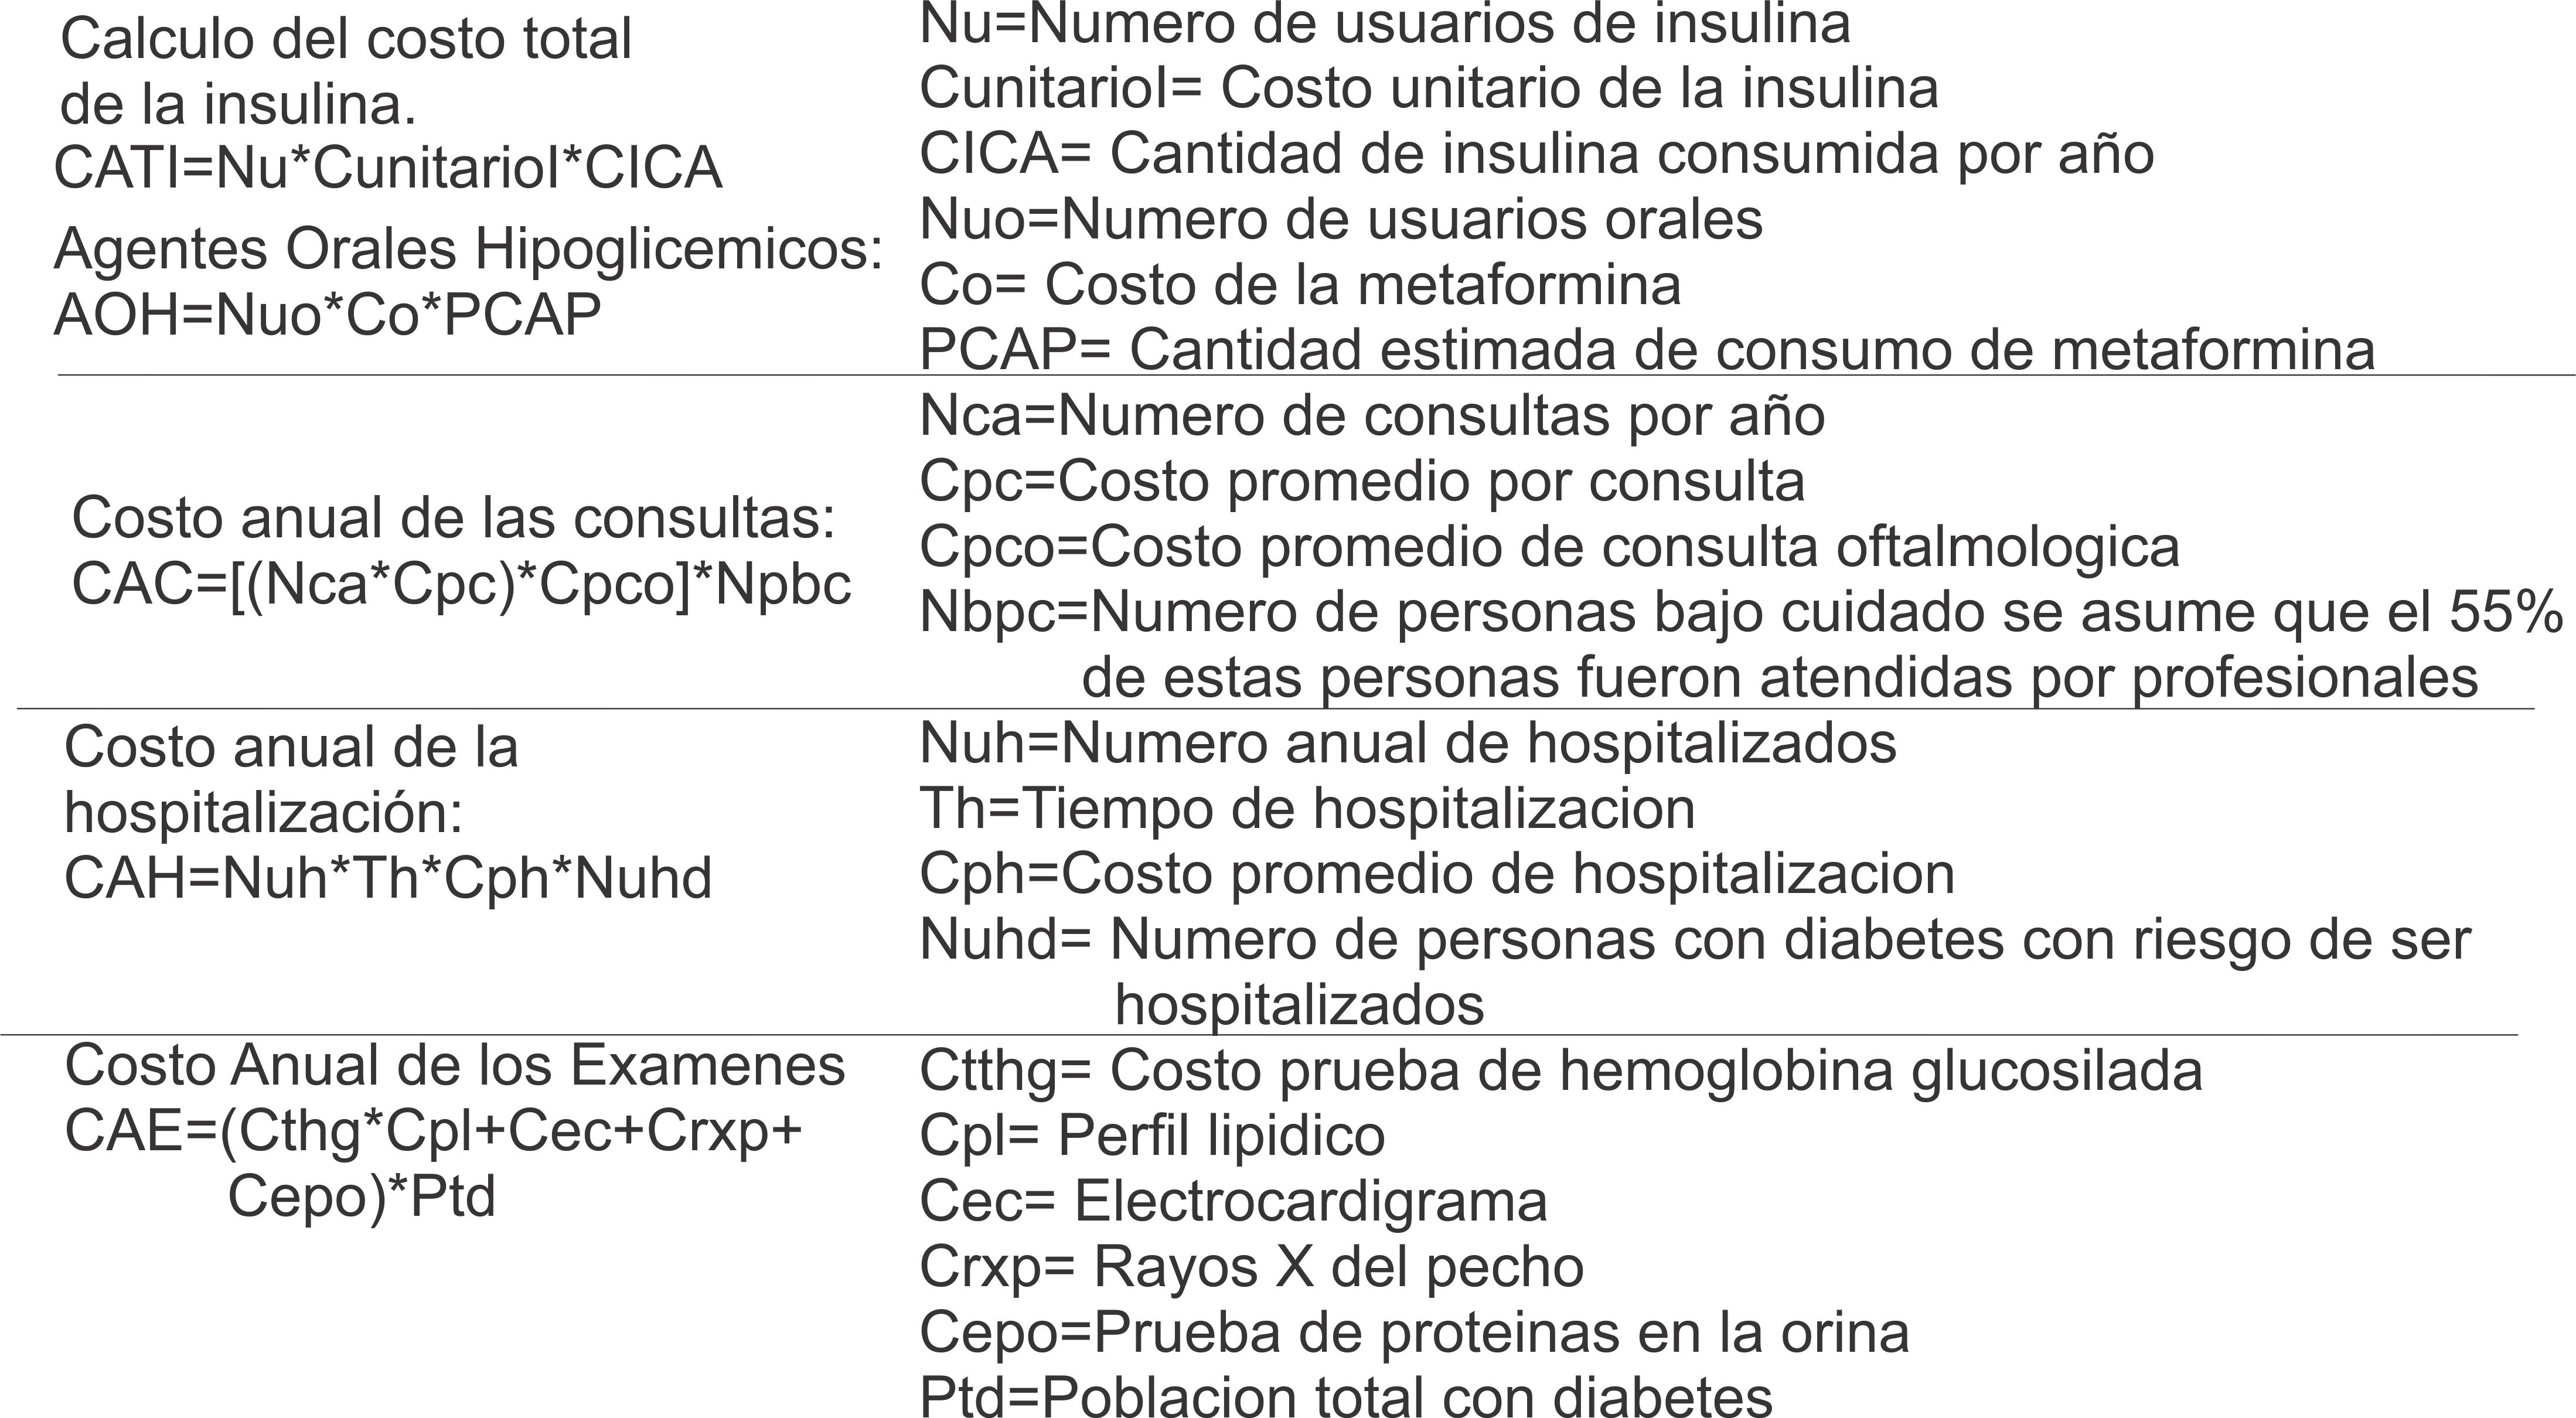 Calculo del costo total
de la insulina.
CATI=Nu*CunitarioI*CICA
Agentes Orales Hipoglicemicos:
AOH=Nuo*Co*PCAP
Nu=Numero de usuarios de insulina
CunitarioI= Costo unitario de la insulina
CICA= Cantidad de insulina consumida por año
Nuo=Numero de usuarios orales
Co= Costo de la metaformina
PCAP= Cantidad estimada de consumo de metaformina
Costo anual de las consultas:
CAC=[(Nca*Cpc)*Cpco]*Npbc
Nca=Numero de consultas por año
Cpc=Costo promedio por consulta
Cpco=Costo promedio de consulta oftalmologica
Nbpc=Numero de personas bajo cuidado se asume que el 55%
de estas personas fueron atendidas por profesionales
Costo anual de la
hospitalización:
CAH=Nuh*Th*Cph*Nuhd
Nuh=Numero anual de hospitalizados
Th=Tiempo de hospitalizacion
Cph=Costo promedio de hospitalizacion
Nuhd= Numero de personas con diabetes con riesgo de ser
hospitalizados
Costo Anual de los Examenes
CAE=(Cthg*Cpl+Cec+Crxp+
Cepo)*Ptd
Ctthg= Costo prueba de hemoglobina glucosilada
Cpl= Perfil lipidico
Cec= Electrocardigrama
Crxp= Rayos X del pecho
Cepo=Prueba de proteinas en la orina
Ptd=Poblacion total con diabetes